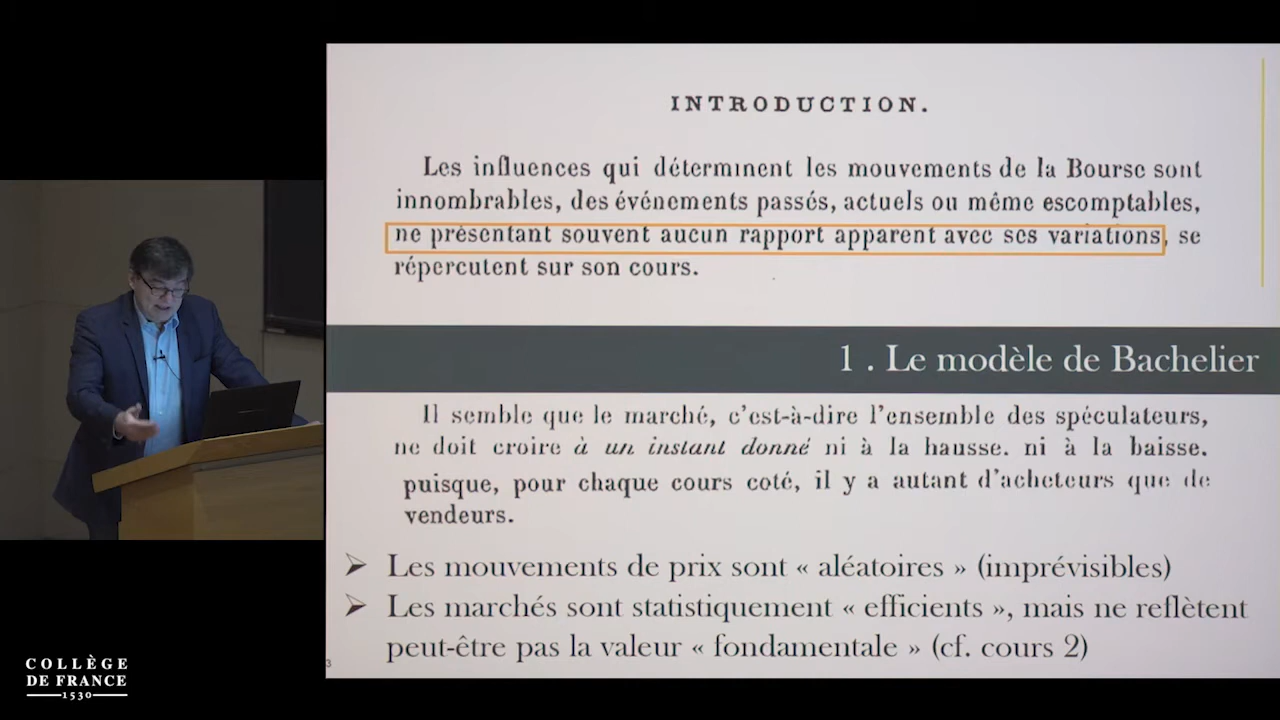 INTRODUCTION.
Les influences qui déterminent les mouvements de la Bourse sont
innombrables, des événements passés, actuels ou même escomptables,
ne présentant souvent aucun rapport apparent avec ses variations, se
répercutent sur son cours.
1 . Le modèle de Bachelier
Il semble que le marché, c'est-à-dire l'ensemble des spéculateurs,
ne doit croire à un instant donné ni à la hausse. ni à la baisse.
puisque, pour chaque cours coté, il y a autant d'acheteurs que de
vendeurs.
➢ Les mouvements de prix sont « aléatoires » (imprévisibles)
➢ Les marchés sont statistiquement « efficients », mais ne reflètent
peut-être pas la valeur « fondamentale » (cf. cours 2)
3
COLLÈGE
DE FRANCE
1530